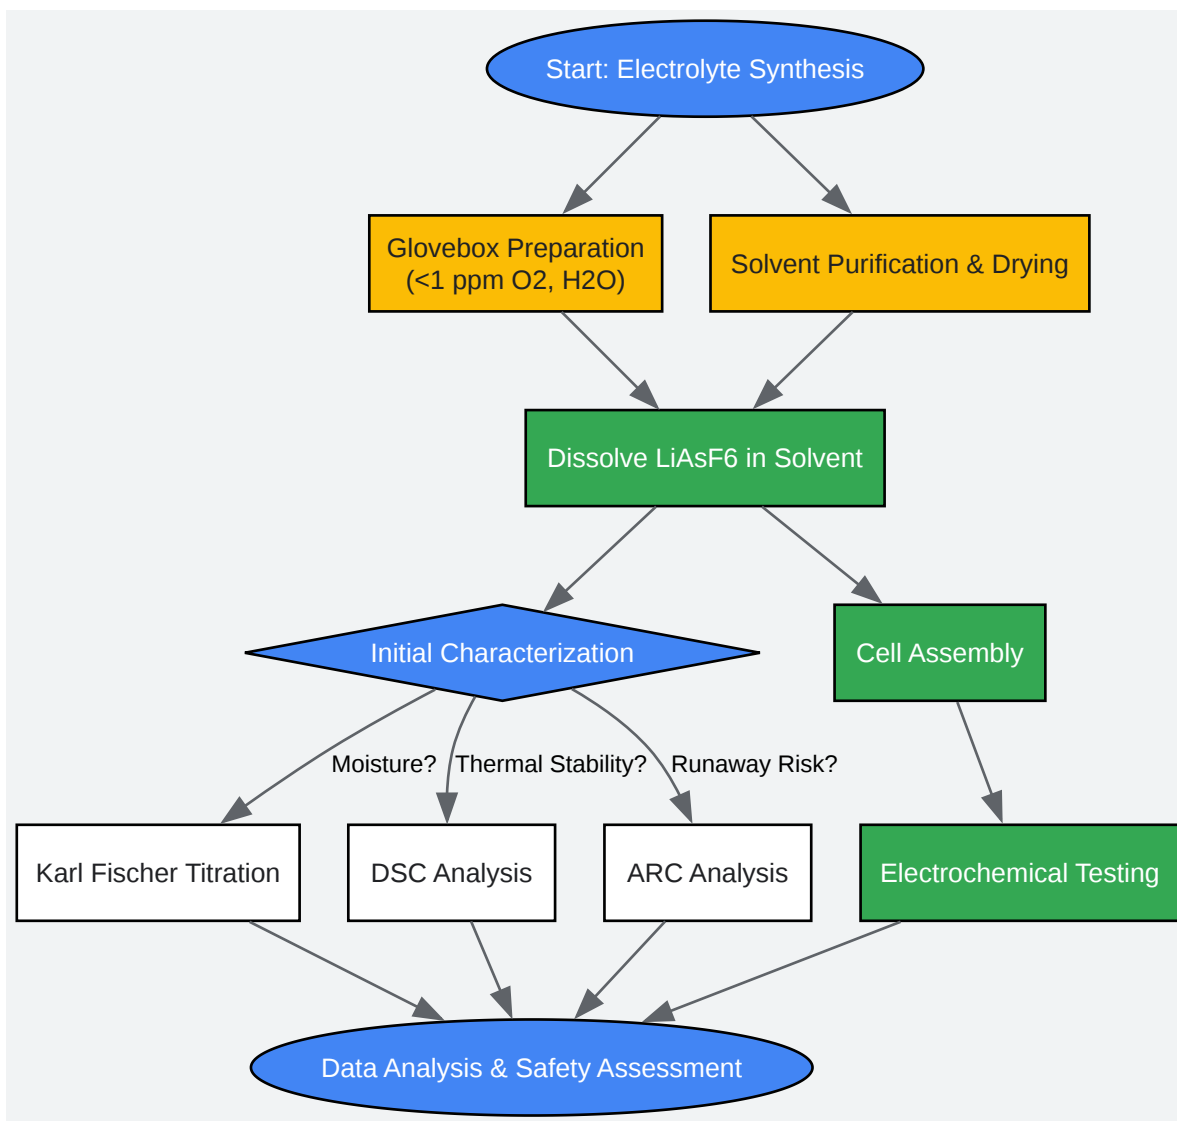 Start: Electrolyte Synthesis
Glovebox Preparation
(<1 ppm O2, H2O)
Solvent Purification & Drying
Dissolve LiAsF6 in Solvent
Initial Characterization
Cell Assembly
Moisture?
Thermal Stability?
Runaway Risk?
Karl Fischer Titration
DSC Analysis
ARC Analysis
Electrochemical Testing
Data Analysis & Safety Assessment